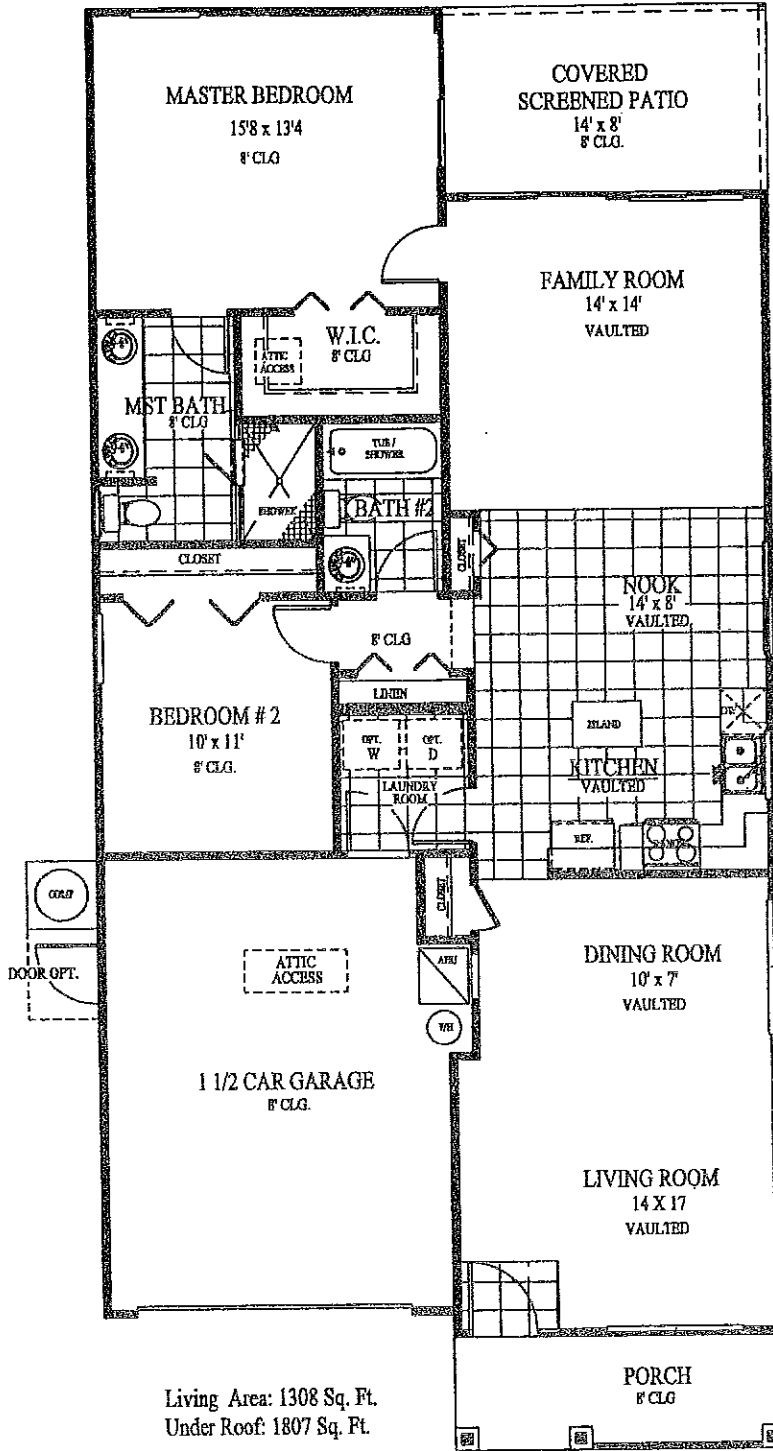 MASTER BEDROOM
15'8 x 13'4
8' CLG
COVERED
SCREENED PATIO
14' x 8'
8' CLG.
FAMILY ROOM
14' x 14'
VAULTED
W.I.C.
8' CLG
ATTIC
ACCESS
MST BATH
8' CLG
TUB /
SHOWER
SHOWER
BATH #2
CLOSET
CLOSET
NOOK
14' x 8'
VAULTED
8' CLG
LINEN
BEDROOM # 2
10' x 11'
8' CLG.
OPT.
W
OPT.
D
LAUNDRY
ROOM
ISLAND
DW
KITCHEN
VAULTED
REF.
RANGE
CLOSET
DOOR OPT.
ATTIC
ACCESS
AHU
W/H
DINING ROOM
10' x 7'
VAULTED
1 1/2 CAR GARAGE
8' CLG.
LIVING ROOM
14 X 17
VAULTED
PORCH
8' CLG
Living Area: 1308 Sq. Ft.
Under Roof: 1807 Sq. Ft.